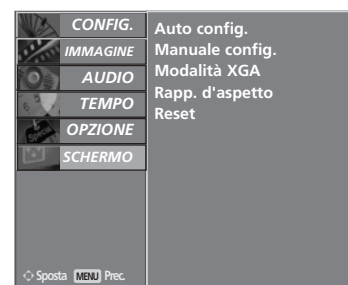 CONFIG.
IMMAGINE
AUDIO
TEMPO
OPZIONE
SCHERMO
Auto config.
Manuale config.
Modalità XGA
Rapp. d'aspetto
Reset
Sposta MENU Prec.